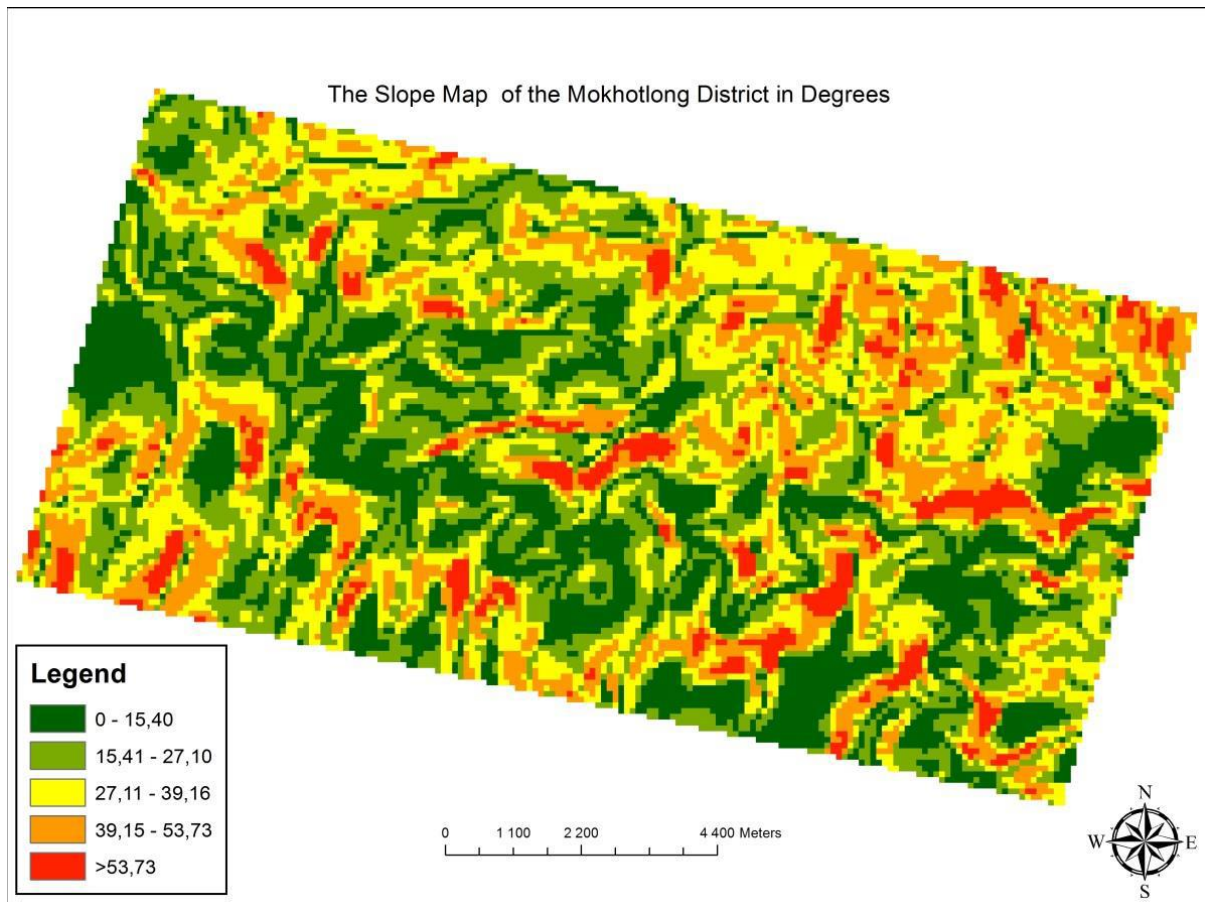 The Slope Map of the Mokhotlong District in Degrees
Legend
0 - 15,40
15,41 - 27,10
27,11 - 39,16
39,15 - 53,73
>53,73
0 1 100 2 200 4 400 Meters
N
W E
S